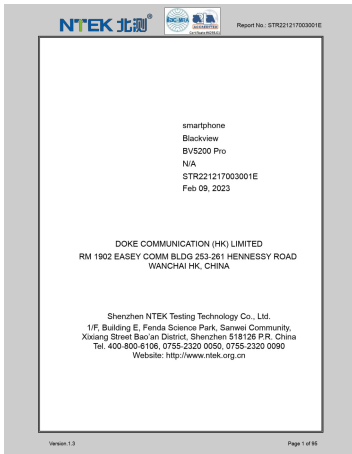 NTEK 北测®
Report No.: STR221217003001E
smartphone
Blackview
BV5200 Pro
N/A
STR221217003001E
Feb 09, 2023
DOKE COMMUNICATION (HK) LIMITED
RM 1902 EASEY COMM BLDG 253-261 HENNESSY ROAD
WANCHAI HK, CHINA
Shenzhen NTEK Testing Technology Co., Ltd.
1/F, Building E, Fenda Science Park, Sanwei Community,
Xixiang Street Bao'an District, Shenzhen 518126 P.R. China
Tel. 400-800-6106, 0755-2320 0050, 0755-2320 0090
Website: http://www.ntek.org.cn
Version.1.3
Page 1 of 95